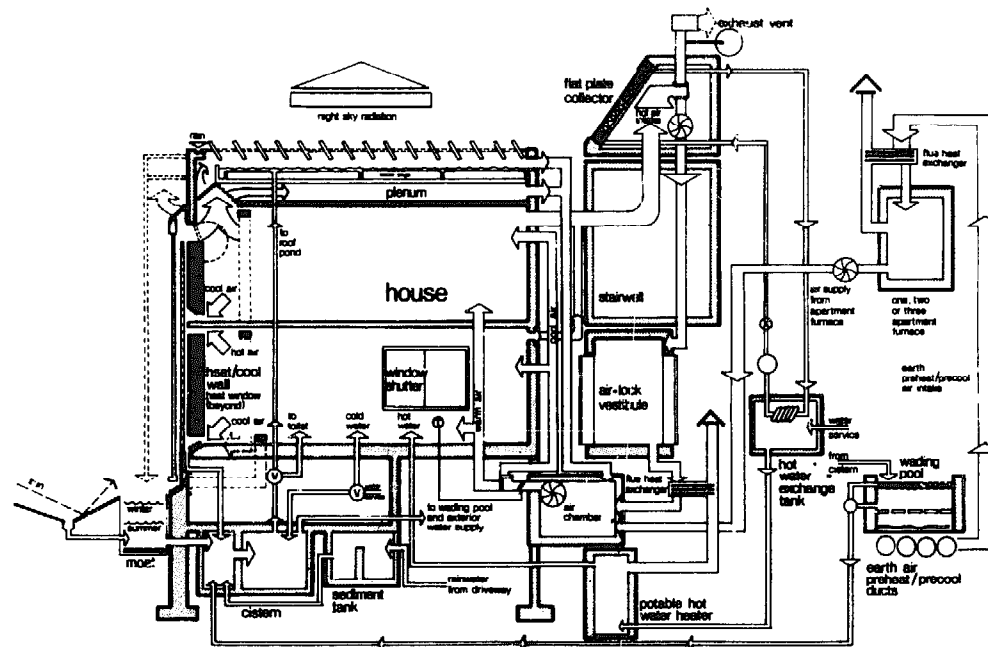 exhaust vent
flat plate
collector
hot air
intake
night sky radiation
rain
plenum
flue heat
exchanger
to
roof
pond
cool air
house
stairwell
air supply
from
apartment
furnace
one, two
or three
apartment
furnace
hot air
cool air
heat/cool
wall
heat window
(beyond)
window
shutter
air-lock
vestibule
earth
preheat/precool
air intake
cool air
to
toilet
cold
water
hot
water
warm air
water
service
from
cistern
wading
pool
hot
water
exchange
tank
flue heat
exchanger
air
chamber
winter
summer
moat
to wading pool
and exterior
water supply
cistern
sediment
tank
rainwater
from driveway
potable hot
water heater
earth air
preheat/precool
ducts